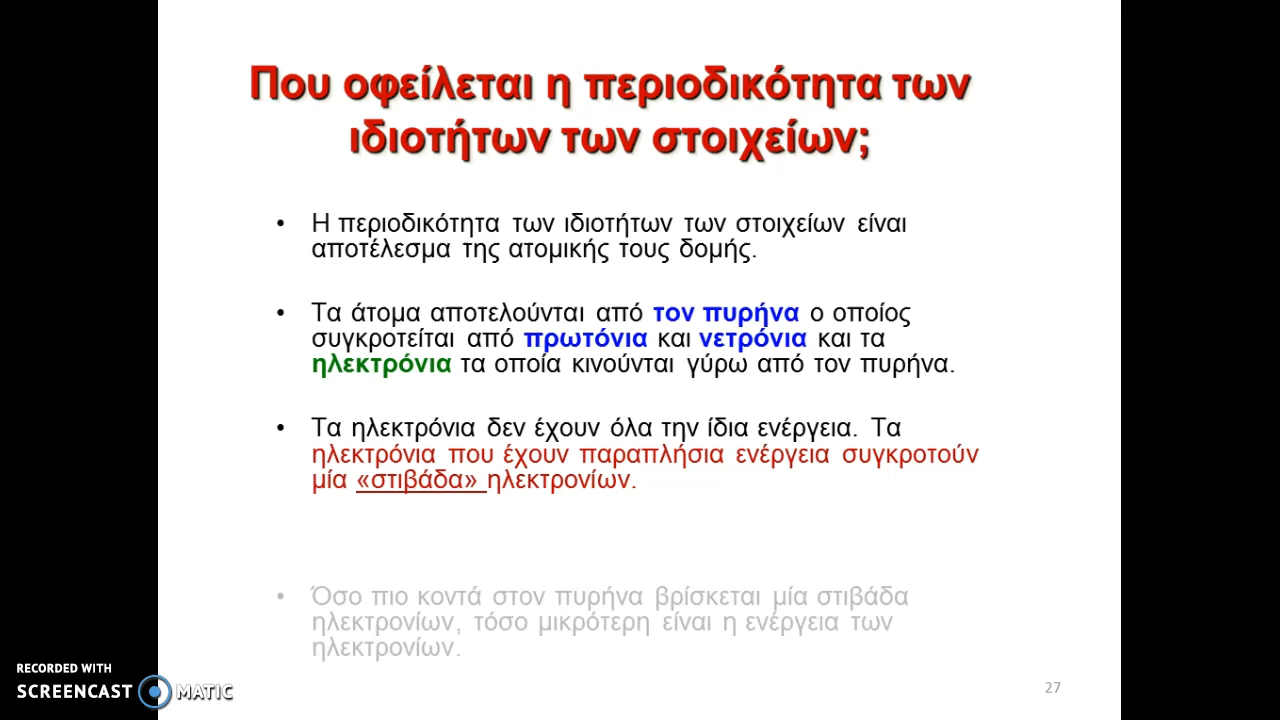 Που οφείλεται η περιοδικότητα των
ιδιοτήτων των στοιχείων;
• Η περιοδικότητα των ιδιοτήτων των στοιχείων είναι
αποτέλεσμα της ατομικής τους δομής.
• Τα άτομα αποτελούνται από τον πυρήνα ο οποίος
συγκροτείται από πρωτόνια και νετρόνια και τα
ηλεκτρόνια τα οποία κινούνται γύρω από τον πυρήνα.
• Τα ηλεκτρόνια δεν έχουν όλα την ίδια ενέργεια. Τα
ηλεκτρόνια που έχουν παραπλήσια ενέργεια συγκροτούν
μία «στιβάδα» ηλεκτρονίων.
• Όσο πιο κοντά στον πυρήνα βρίσκεται μία στιβάδα
ηλεκτρονίων, τόσο μικρότερη είναι η ενέργεια των
ηλεκτρονίων.
RECORDED WITH
SCREENCAST MATIC
27